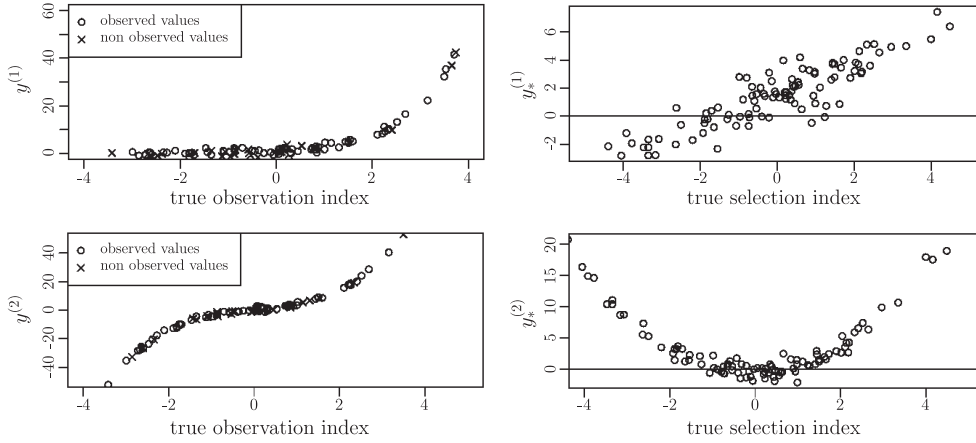 60
40
20
0
y^(1)
observed values
non observed values
-4 -2 0 2 4
true observation index
6
4
2
0
-2
y_*^(1)
-4 -2 0 2 4
true selection index
40
20
0
-20
-40
y^(2)
observed values
non observed values
-4 -2 0 2 4
true observation index
20
15
10
5
0
y_*^(2)
-4 -2 0 2 4
true selection index